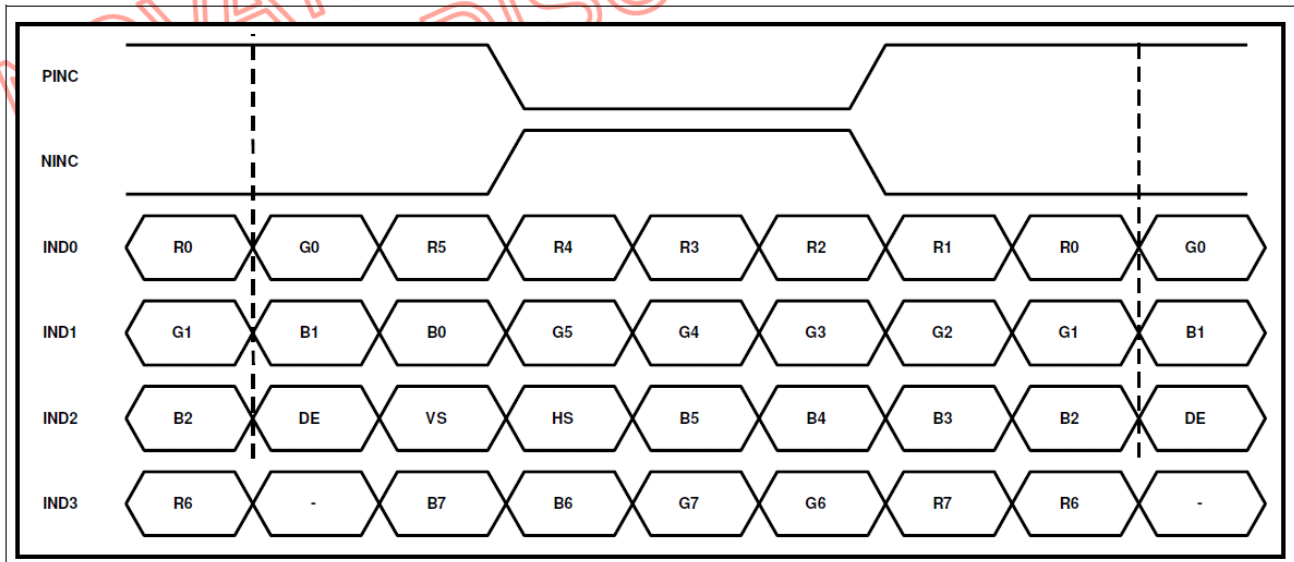 PINC
NINC
IND0 R0 G0 R5 R4 R3 R2 R1 R0 G0
IND1 G1 B1 B0 G5 G4 G3 G2 G1 B1
IND2 B2 DE VS HS B5 B4 B3 B2 DE
IND3 R6 - B7 B6 G7 G6 R7 R6 -